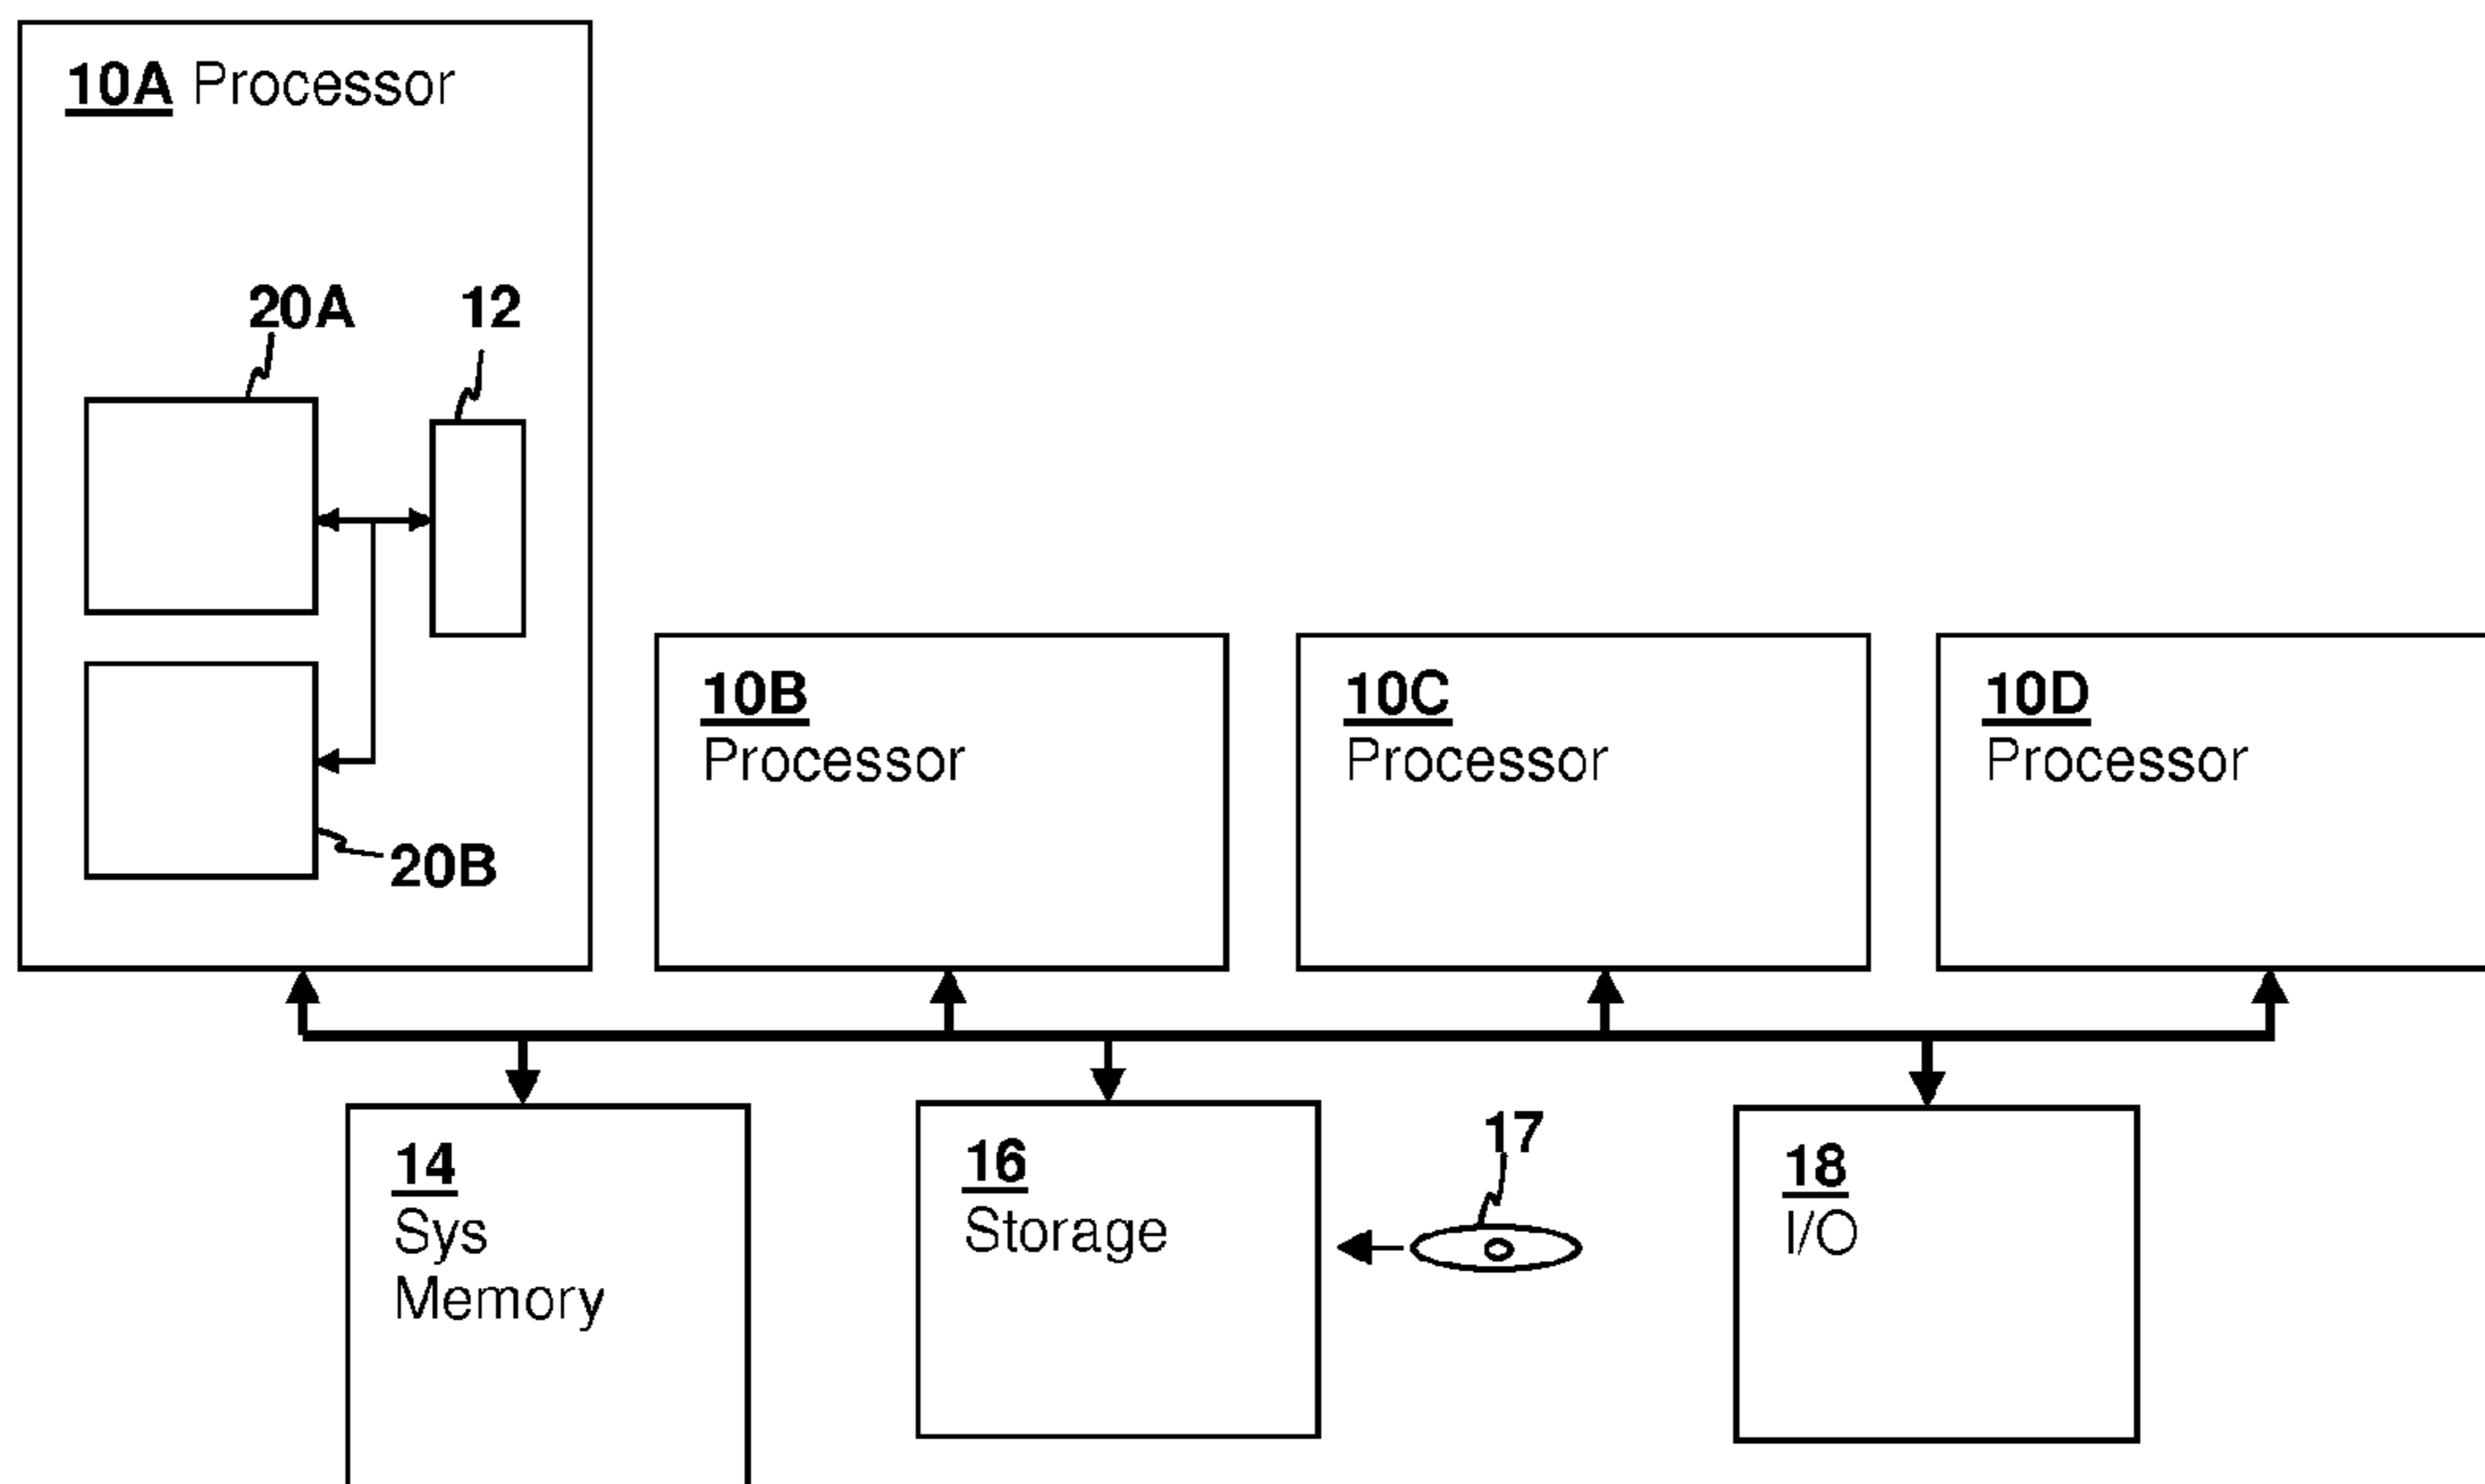 10A Processor
20A
12
20B
10B
Processor
10C
Processor
10D
Processor
14
Sys
Memory
16
Storage
17
18
I/O